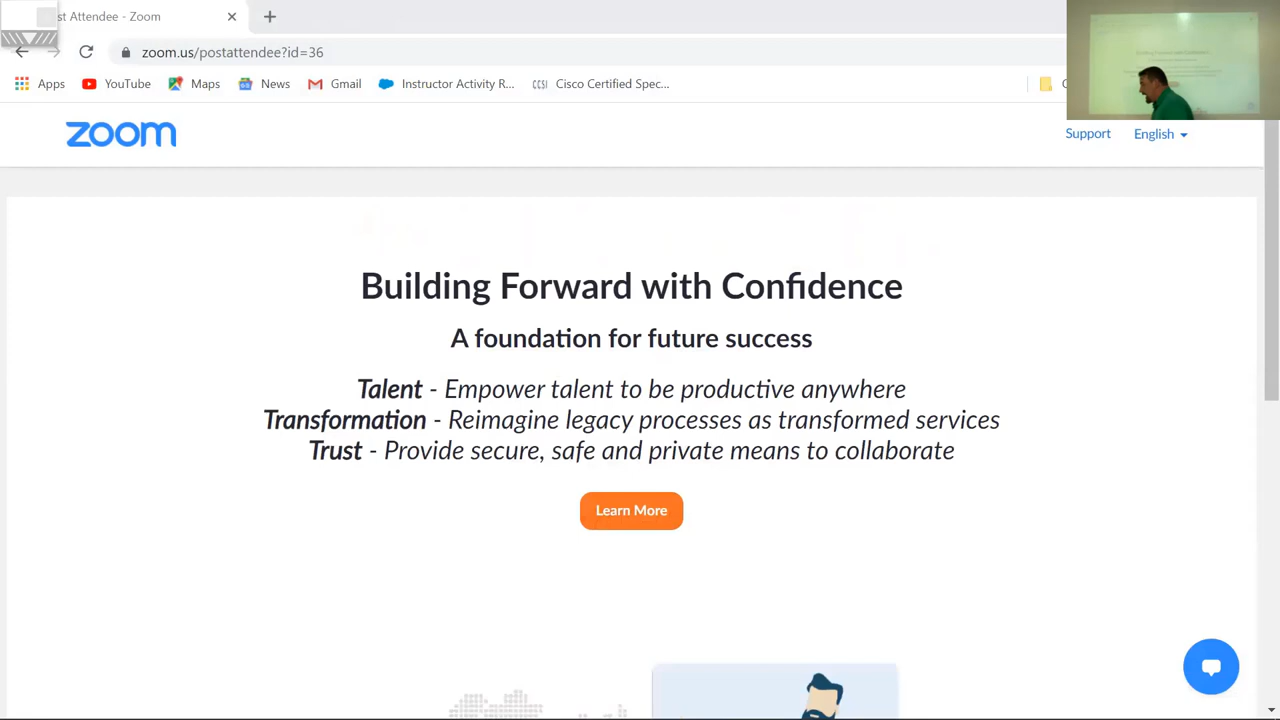 st Attendee - Zoom
zoom.us/postattendee?id=36
Apps
YouTube
Maps
News
Gmail
Instructor Activity R...
CCSI
Cisco Certified Spec...
zoom
Support
English
Building Forward with Confidence
A foundation for future success
Talent - Empower talent to be productive anywhere
Transformation - Reimagine legacy processes as transformed services
Trust - Provide secure, safe and private means to collaborate
Learn More